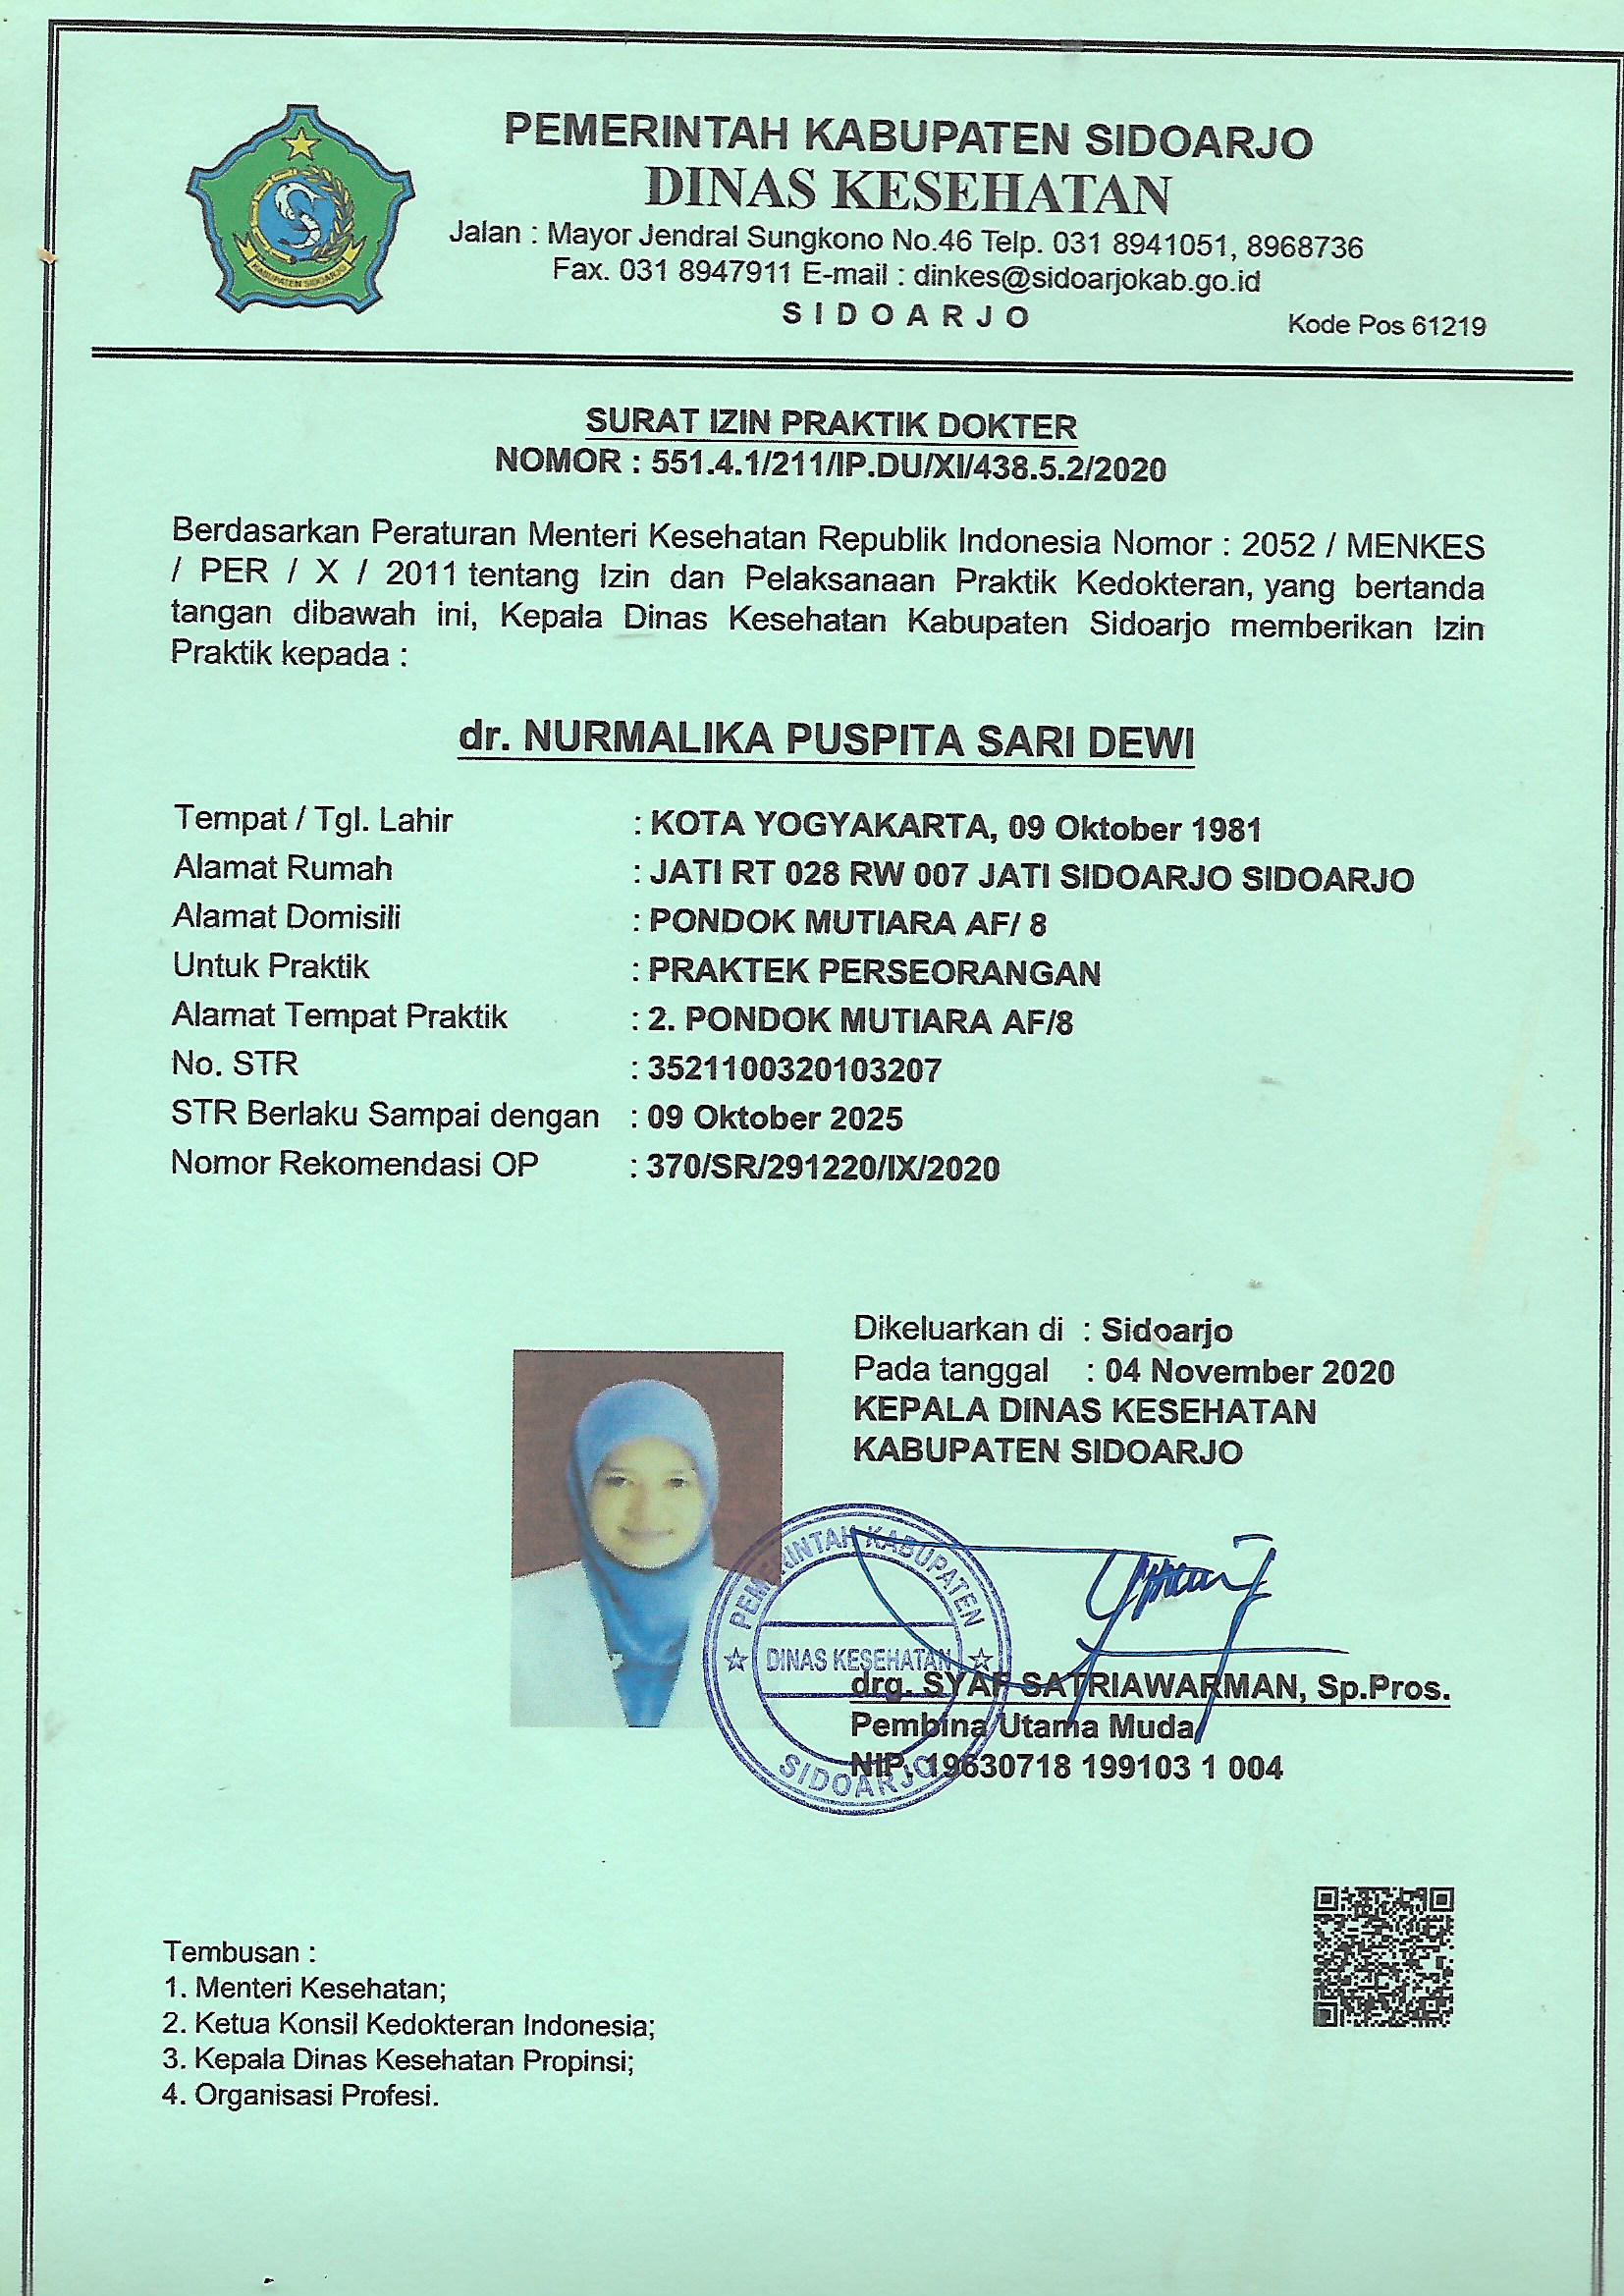 PEMERINTAH KABUPATEN SIDOARJO
DINAS KESEHATAN
Jalan : Mayor Jendral Sungkono No.46 Telp. 031 8941051, 8968736
Fax. 031 8947911 E-mail : dinkes@sidoarjokab.go.id
S I D O A R J O
Kode Pos 61219
KABUPATEN SIDOARJO
SURAT IZIN PRAKTIK DOKTER
NOMOR : 551.4.1/211/IP.DU/XI/438.5.2/2020
Berdasarkan Peraturan Menteri Kesehatan Republik Indonesia Nomor : 2052 / MENKES
/ PER / X / 2011 tentang Izin dan Pelaksanaan Praktik Kedokteran, yang bertanda
tangan dibawah ini, Kepala Dinas Kesehatan Kabupaten Sidoarjo memberikan Izin
Praktik kepada :
dr. NURMALIKA PUSPITA SARI DEWI
Tempat / Tgl. Lahir : KOTA YOGYAKARTA, 09 Oktober 1981
Alamat Rumah : JATI RT 028 RW 007 JATI SIDOARJO SIDOARJO
Alamat Domisili : PONDOK MUTIARA AF/ 8
Untuk Praktik : PRAKTEK PERSEORANGAN
Alamat Tempat Praktik : 2. PONDOK MUTIARA AF/8
No. STR : 3521100320103207
STR Berlaku Sampai dengan : 09 Oktober 2025
Nomor Rekomendasi OP : 370/SR/291220/IX/2020
Dikeluarkan di : Sidoarjo
Pada tanggal : 04 November 2020
KEPALA DINAS KESEHATAN
KABUPATEN SIDOARJO
PEMERINTAH KABUPATEN
DINAS KESEHATAN
SIDOARJO
drg. SYAF SATRIAWARMAN, Sp.Pros.
Pembina Utama Muda
NIP. 19630718 199103 1 004
Tembusan :
1. Menteri Kesehatan;
2. Ketua Konsil Kedokteran Indonesia;
3. Kepala Dinas Kesehatan Propinsi;
4. Organisasi Profesi.